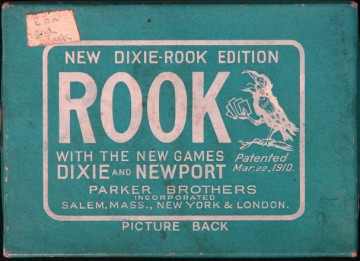 NEW DIXIE-ROOK EDITION
ROOK
WITH THE NEW GAMES
DIXIE AND NEWPORT
Patented
Mar. 22, 1910.
PARKER BROTHERS
INCORPORATED
SALEM, MASS., NEW YORK & LONDON.
PICTURE BACK